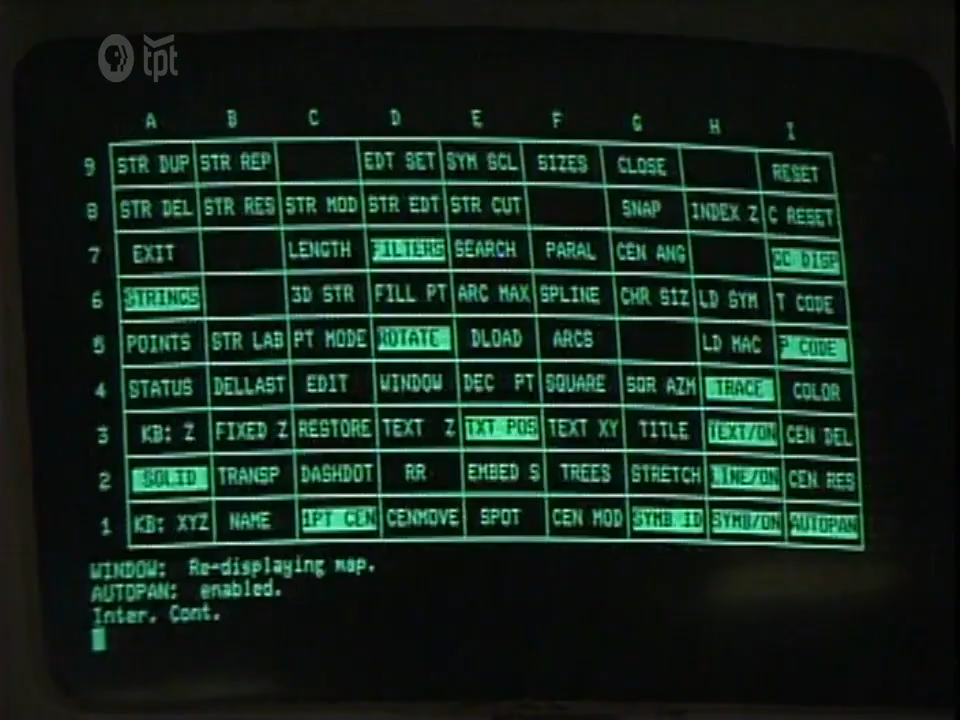 PBS tpt
A B C D E F G H I
9 STR DUP STR REP EDT SET SYM SCL SIZES CLOSE RESET
8 STR DEL STR RES STR MOD STR EDT STR CUT SNAP INDEX Z C RESET
7 EXIT LENGTH FILTERS SEARCH PARAL CEN ANG GC DISP
6 STRINGS 3D STR FILL PT ARC MAX SPLINE CHR SIZ LD SYM T CODE
5 POINTS STR LAB PT MODE ROTATE DLOAD ARCS LD MAC P CODE
4 STATUS DELLAST EDIT WINDOW DEC PT SQUARE SQR AZM TRACE COLOR
3 KB: Z FIXED Z RESTORE TEXT Z TXT POS TEXT XY TITLE TEXT/ON CEN DEL
2 SOLID TRANSP DASHDOT RR EMBED S TREES STRETCH LINE/ON CEN RES
1 KB: XYZ NAME 1PT CEN CENMOVE SPOT CEN MOD SYMB ID SYMB/ON AUTOPAN
WINDOW: Re-displaying map.
AUTOPAN: enabled.
Inter. Cont.